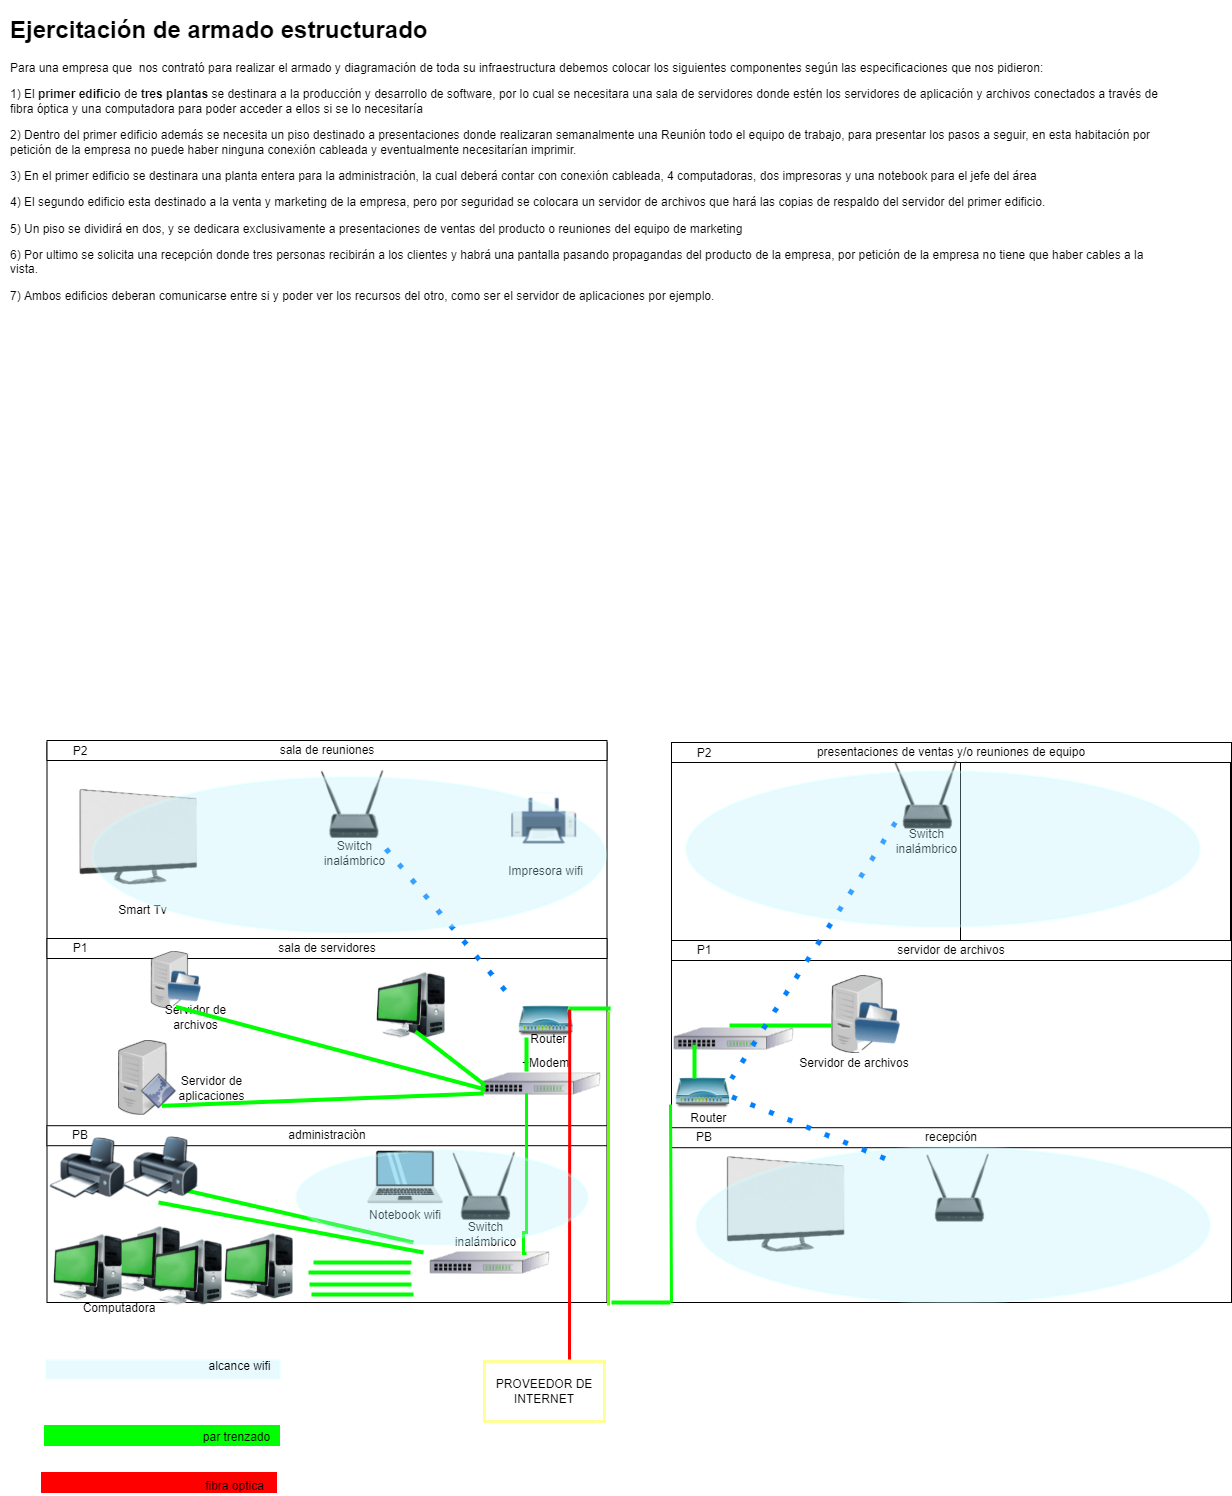 Ejercitación de armado estructurado
Para una empresa que  nos contrató para realizar el armado y diagramación de toda su infraestructura debemos colocar los siguientes componentes según las especificaciones que nos pidieron:
1) El primer edificio de tres plantas se destinara a la producción y desarrollo de software, por lo cual se necesitara una sala de servidores donde estén los servidores de aplicación y archivos conectados a través de
fibra óptica y una computadora para poder acceder a ellos si se lo necesitaría
2) Dentro del primer edificio además se necesita un piso destinado a presentaciones donde realizaran semanalmente una Reunión todo el equipo de trabajo, para presentar los pasos a seguir, en esta habitación por
petición de la empresa no puede haber ninguna conexión cableada y eventualmente necesitarían imprimir.
3) En el primer edificio se destinara una planta entera para la administración, la cual deberá contar con conexión cableada, 4 computadoras, dos impresoras y una notebook para el jefe del área
4) El segundo edificio esta destinado a la venta y marketing de la empresa, pero por seguridad se colocara un servidor de archivos que hará las copias de respaldo del servidor del primer edificio.
5) Un piso se dividirá en dos, y se dedicara exclusivamente a presentaciones de ventas del producto o reuniones del equipo de marketing
6) Por ultimo se solicita una recepción donde tres personas recibirán a los clientes y habrá una pantalla pasando propagandas del producto de la empresa, por petición de la empresa no tiene que haber cables a la
vista.
7) Ambos edificios deberan comunicarse entre si y poder ver los recursos del otro, como ser el servidor de aplicaciones por ejemplo.
P2
sala de reuniones
Switch
inalámbrico
Impresora wifi
Smart Tv
P1
sala de servidores
Servidor de
archivos
Router
+Modem
Servidor de
aplicaciones
PB
administraciòn
Notebook wifi
Switch
inalámbrico
Computadora
P2
presentaciones de ventas y/o reuniones de equipo
Switch
inalámbrico
P1
servidor de archivos
Servidor de archivos
Router
PB
recepción
alcance wifi
PROVEEDOR DE
INTERNET
par trenzado
fibra optica